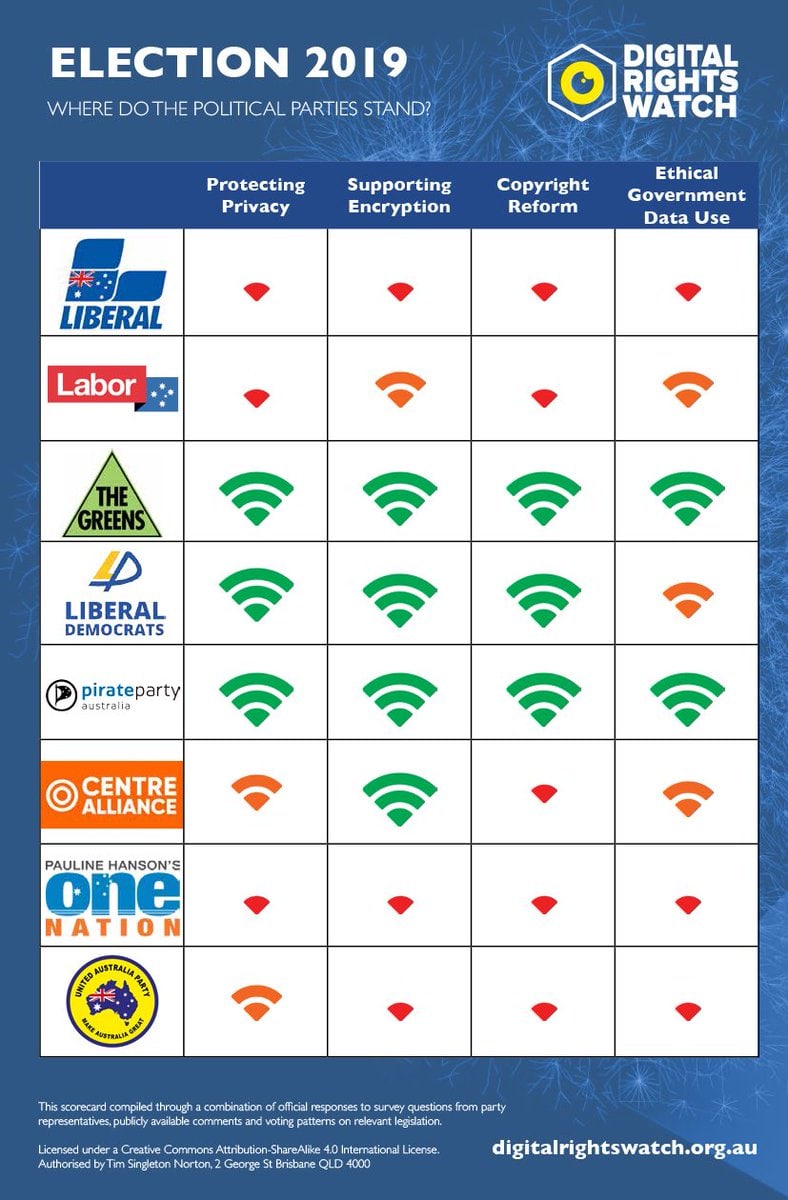 ELECTION 2019
WHERE DO THE POLITICAL PARTIES STAND?
DIGITAL
RIGHTS
WATCH
Protecting
Privacy
Supporting
Encryption
Copyright
Reform
Ethical
Government
Data Use
LIBERAL
Labor
THE
GREENS
LIBERAL
DEMOCRATS
pirateparty
australia
CENTRE
ALLIANCE
PAULINE HANSON'S
one
NATION
UNITED AUSTRALIA PARTY
MAKE AUSTRALIA GREAT
This scorecard compiled through a combination of official responses to survey questions from party
representatives, publicly available comments and voting patterns on relevant legislation.
Licensed under a Creative Commons Attribution-ShareAlike 4.0 International License.
Authorised by Tim Singleton Norton, 2 George St Brisbane QLD 4000
digitalrightswatch.org.au